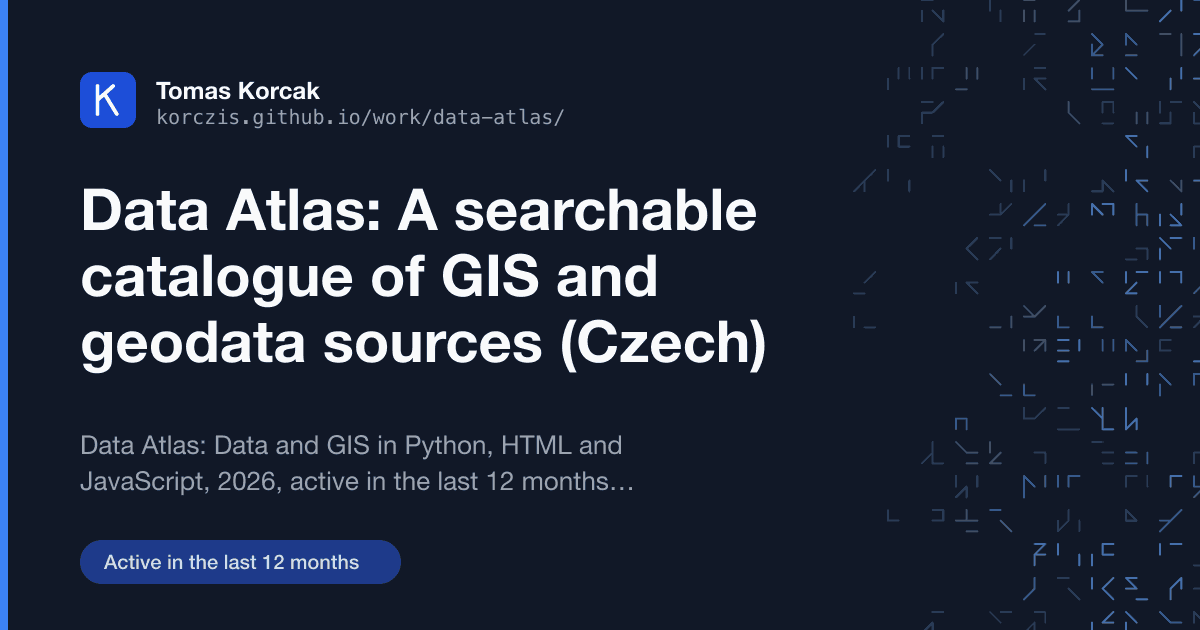 K
Tomas Korcak
korczis.github.io/work/data-atlas/
Data Atlas: A searchable
catalogue of GIS and
geodata sources (Czech)
Data Atlas: Data and GIS in Python, HTML and
JavaScript, 2026, active in the last 12 months…
Active in the last 12 months